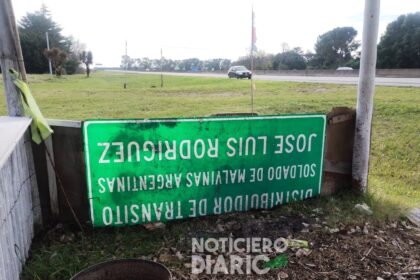 DISTRIBUIDOR DE TRANSITO
SOLDADO DE MALVINAS ARGENTINAS
JOSE LUIS RODRIGUEZ
NOTICIERO
DIARIO